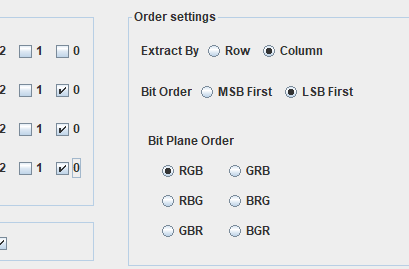 Order settings
2 1 0
Extract By Row Column
2 1 0
Bit Order MSB First LSB First
2 1 0
Bit Plane Order
2 1 0
RGB GRB
RBG BRG
GBR BGR